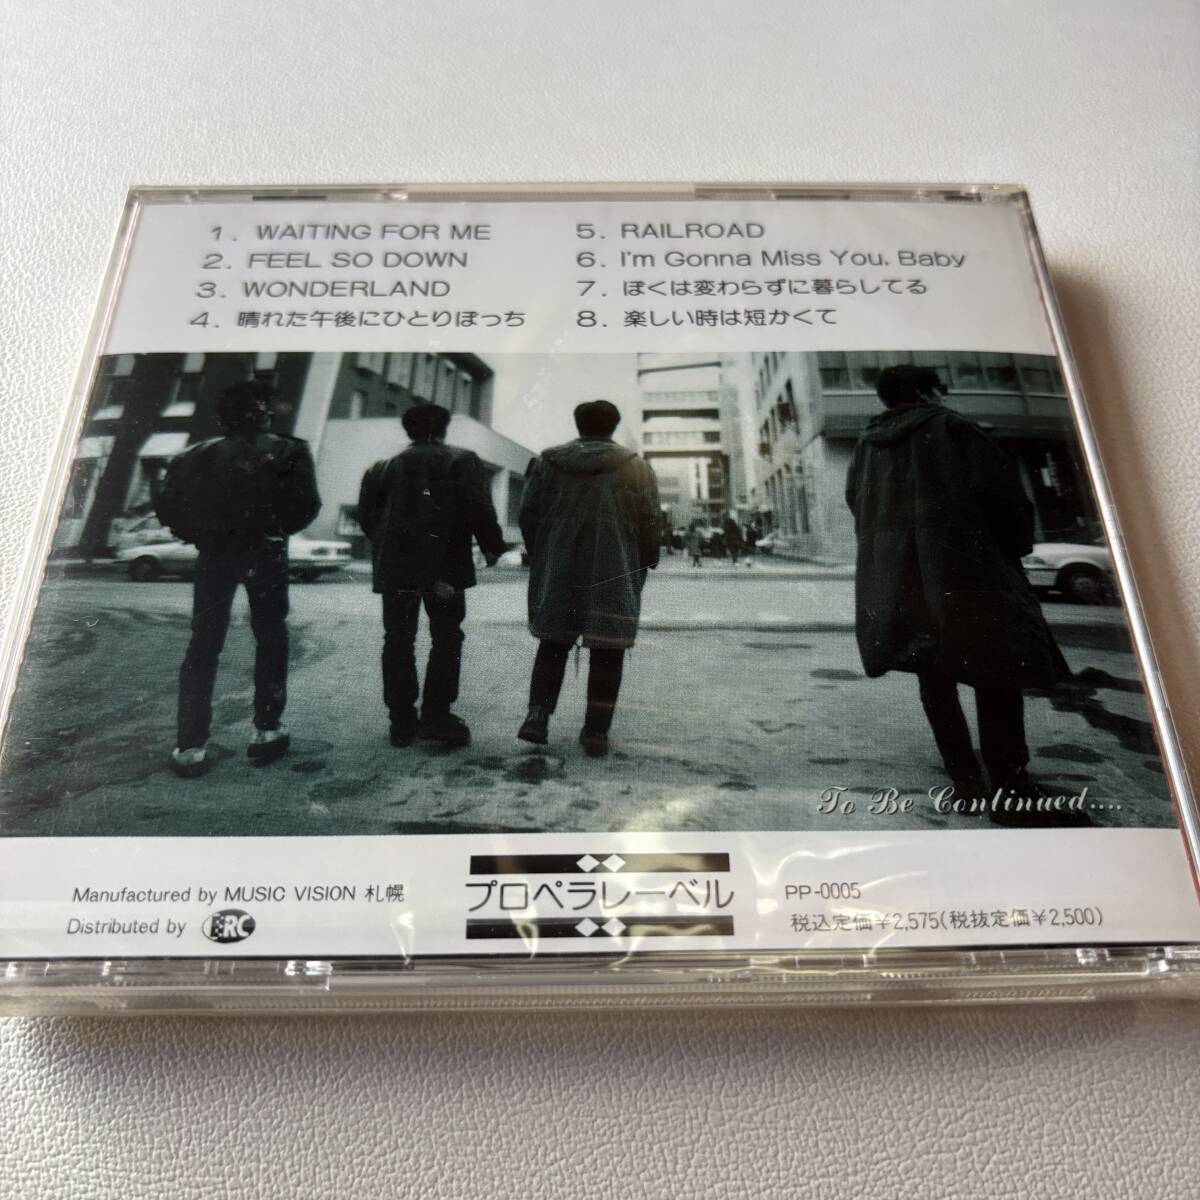 1. WAITING FOR ME
2. FEEL SO DOWN
3. WONDERLAND
4. 晴れた午後にひとりぼっち
5. RAILROAD
6. I'm Gonna Miss You, Baby
7. ぼくは変わらずに暮らしてる
8. 楽しい時は短かくて
To Be Continued....
Manufactured by MUSIC VISION 札幌
Distributed by BRC
プロペラレーベル
PP-0005
税込定価¥2,575(税抜定価¥2,500)